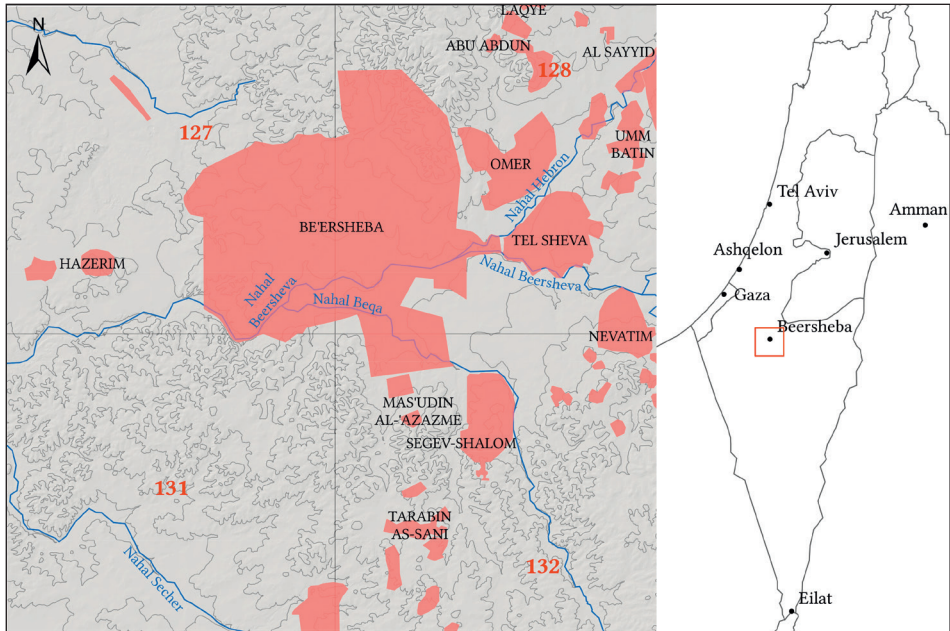 N
LAQYE
ABU ABDUN
AL SAYYID
128
127
UMM
BATIN
OMER
Nahal Hebron
BE'ERSHEBA
TEL SHEVA
HAZERIM
Nahal
Beersheva
Nahal Beqa
Nahal Beersheva
NEVATIM
MAS'UDIN
AL-'AZAZME
SEGEV-SHALOM
131
TARABIN
AS-SANI
Nahal Secher
132
Tel Aviv
Amman
Jerusalem
Ashqelon
Gaza
Beersheba
Eilat